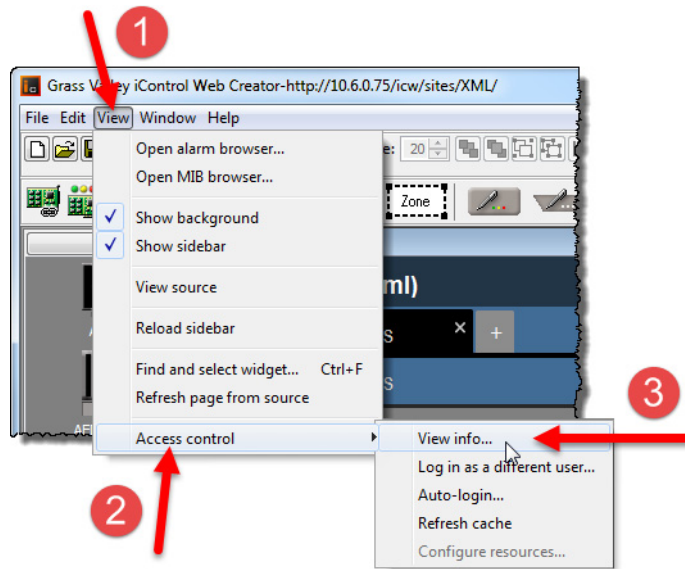 1
Grass Valley iControl Web Creator-http://10.6.0.75/icw/sites/XML/
File Edit View Window Help
Open alarm browser...
e: 20
Open MIB browser...
Zone
Show background
Show sidebar
View source
ml)
Reload sidebar
S × +
Find and select widget... Ctrl+F
S
Refresh page from source
3
Access control
View info...
Log in as a different user...
2
Auto-login...
Refresh cache
Configure resources...